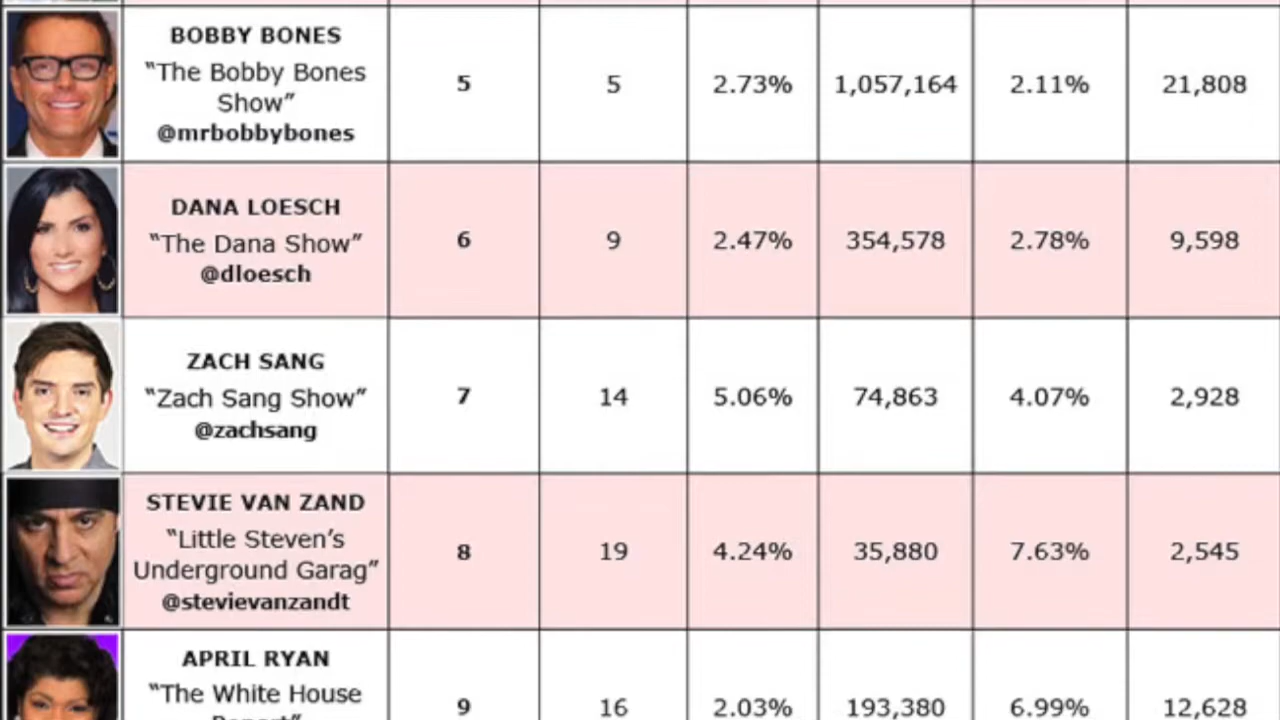 BOBBY BONES
“The Bobby Bones
Show”
@mrbobbybones
5
5
2.73%
1,057,164
2.11%
21,808
DANA LOESCH
“The Dana Show”
@dloesch
6
9
2.47%
354,578
2.78%
9,598
ZACH SANG
“Zach Sang Show”
@zachsang
7
14
5.06%
74,863
4.07%
2,928
STEVIE VAN ZAND
“Little Steven’s
Underground Garag”
@stevievanzandt
8
19
4.24%
35,880
7.63%
2,545
APRIL RYAN
“The White House
9
16
2.03%
193,380
6.99%
12,628